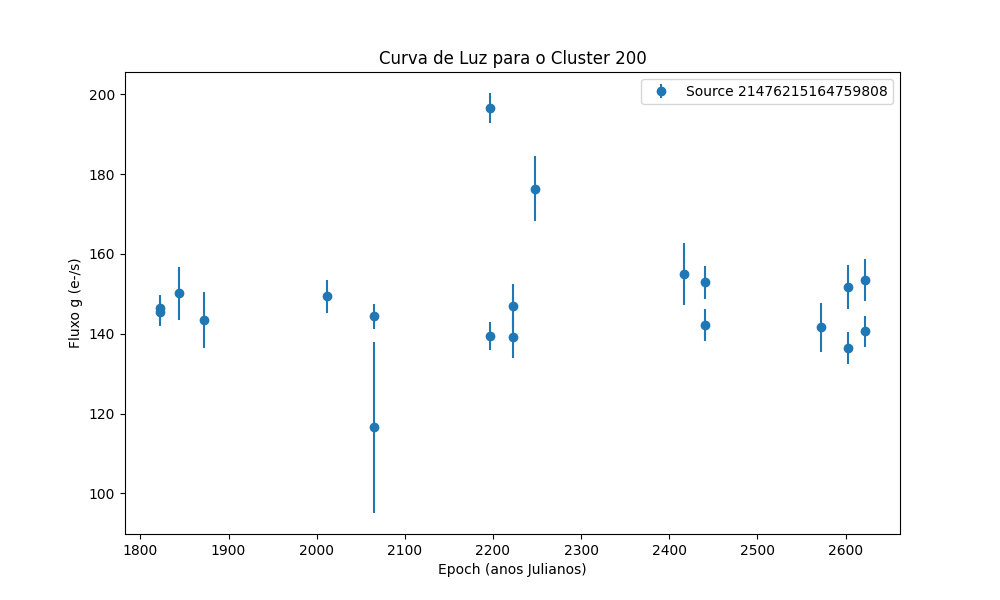 Curva de Luz para o Cluster 200
Source 21476215164759808
200
180
160
140
120
100
Fluxo g (e-/s)
1800 1900 2000 2100 2200 2300 2400 2500 2600
Epoch (anos Julianos)